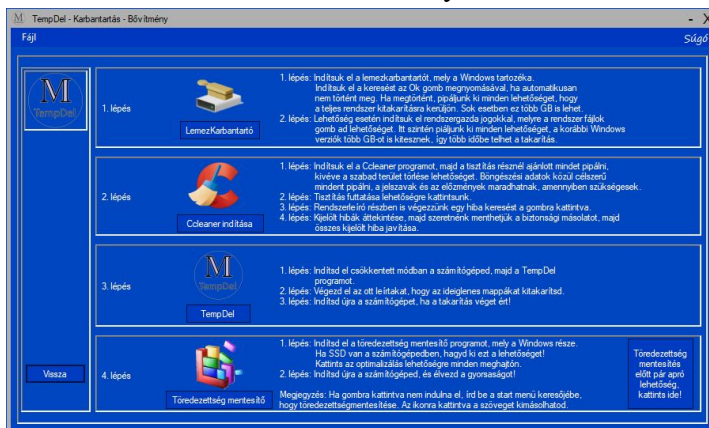 TempDel - Karbantartás - Bővítmény
- X
Fájl
Súgó
M
TempDel
1. lépés
LemezKarbantartó
1. lépés: Indítsuk el a lemezkarbantartót, mely a Windows tartozéka.
Indítsuk el a keresést az Ok gomb megnyomásával, ha automatikusan
nem történt meg. Ha megtörtént, pipáljunk ki minden lehetőséget, hogy
a teljes rendszer kitakarításra kerüljön. Sok esetben ez több GB is lehet.
2. lépés: Lehetőség esetén indítsuk el rendszergazda jogokkal, melyre a rendszer fájlok
gomb ad lehetőséget. Itt szintén piáljunk ki minden lehetőséget, a korábbi Windows
verziók több GB-ot is kitesznek, így több időbe telhet a takarítás.
2. lépés
Ccleaner indítása
1. lépés: Indítsuk el a Ccleaner programot, majd a tisztítás résznél ajánlott mindet pipálni,
kivéve a szabad terület törlése lehetőséget. Böngészési adatok közül célszerű
mindent pipálni, a jelszavak és az előzmények maradhatnak, amennyiben szükségesek.
2. lépés: Tisztítás futtatása lehetőségre kattintsunk.
3. lépés: Rendszerleíró részben is végezzünk egy hiba keresést a gombra kattintva.
4. lépés: Kijelölt hibák áttekintése, majd szeretnénk menthetjük a biztonsági másolatot, majd
összes kijelölt hiba javítása.
3. lépés
M
TempDel
TempDel
1. lépés: Indítsd el csökkentett módban a számítógéped, majd a TempDel
programot.
2. lépés: Végezd el az ott leírtakat, hogy az ideiglenes mappákat kitakarítsd.
3. lépés: Indítsd újra a számítógépet, ha a takarítás véget ért!
Vissza
4. lépés
Töredezettség mentesítő
1. lépés: Indítsd el a töredezettség mentesítő programot, mely a Windows része.
Ha SSD van a számítógépedben, hagyd ki ezt a lehetőséget!
Kattints az optimalizálás lehetőségre minden meghajtón.
2. lépés: Indítsd újra a számítógéped, és élvezd a gyorsaságot!
Megjegyzés: Ha gombra kattintva nem indulna el, írd be a start menü keresőjébe,
hogy töredezettségmentesítése. Az ikonra kattintva a szöveget kimásolhatod.
Töredezettség
mentesítés
előtt pár apró
lehetőség,
kattints ide!